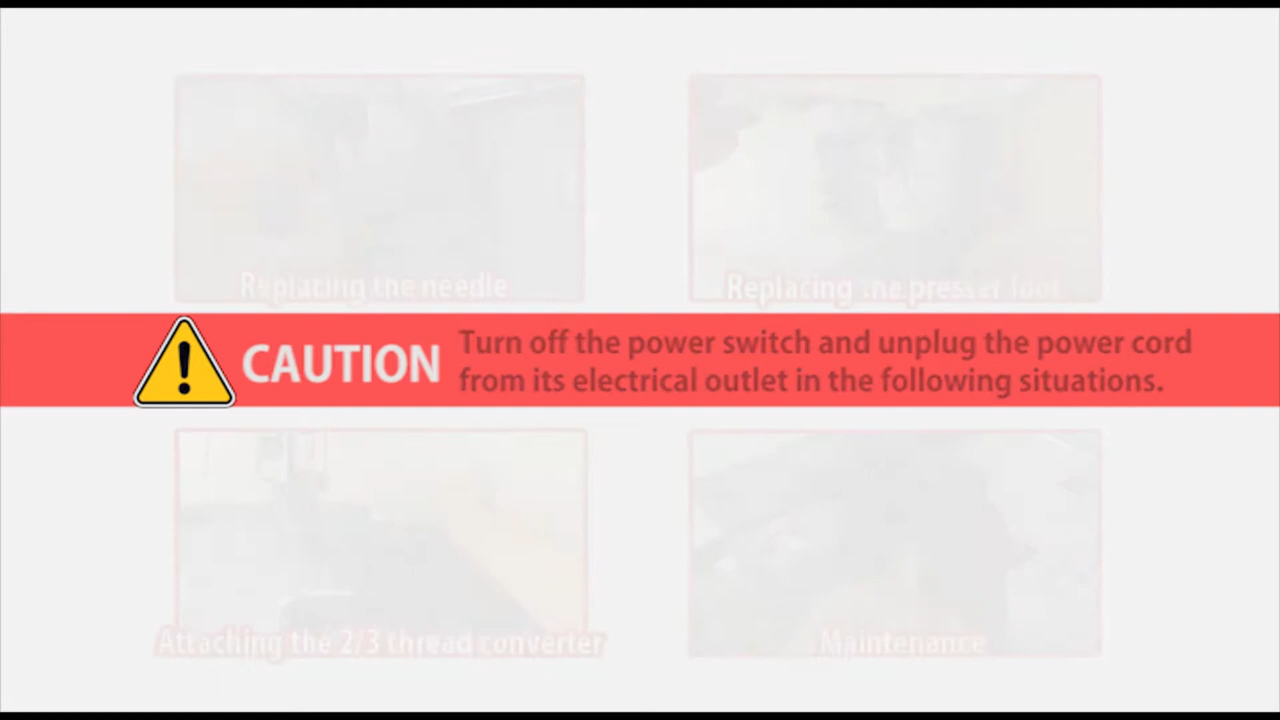 Replacing the needle
Replacing the presser foot
CAUTION
Turn off the power switch and unplug the power cord
from its electrical outlet in the following situations.
Attaching the 2/3 thread converter
Maintenance